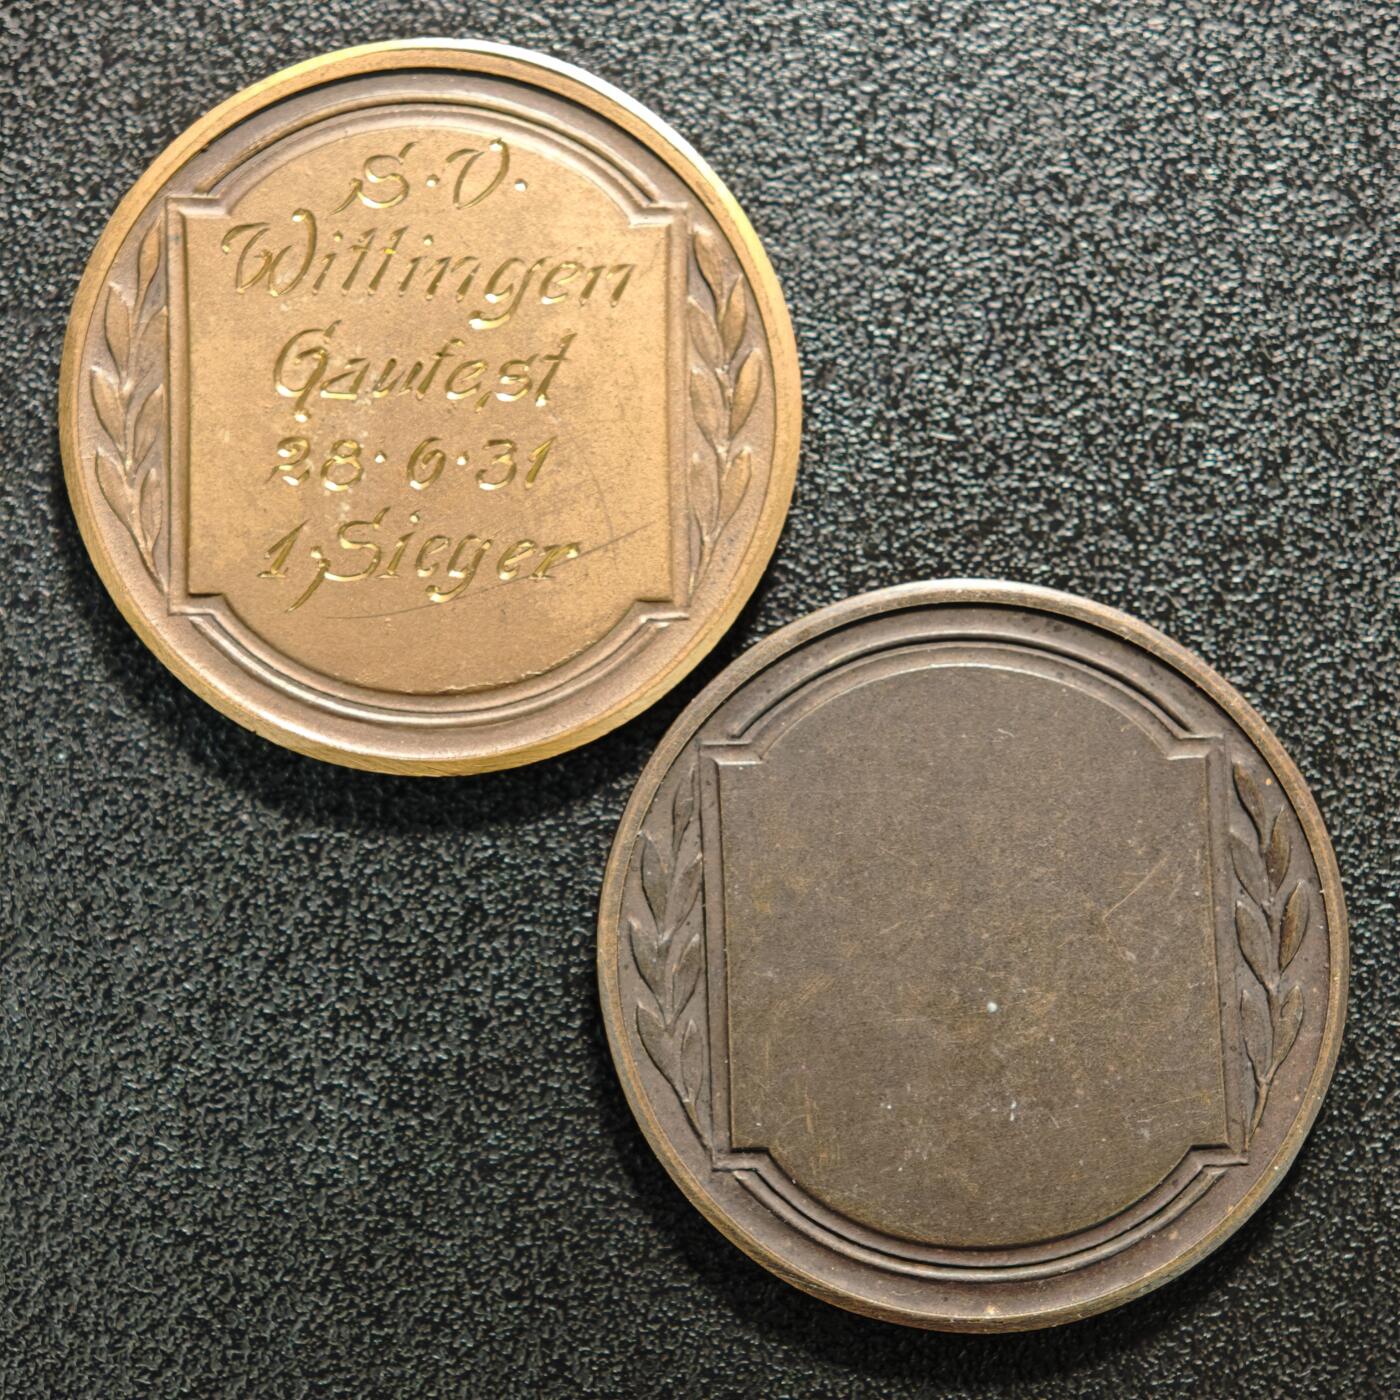 S. V.
Wittingen
Gaufest
28. 6. 31
1, Sieger